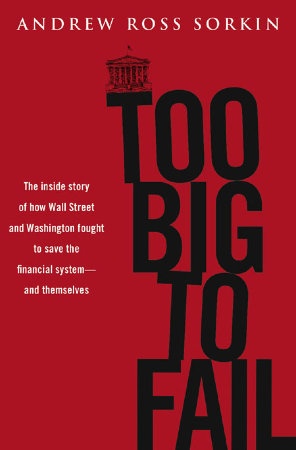 ANDREW ROSS SORKIN
TOO
BIG
TO
FAIL
The inside story
of how Wall Street
and Washington fought
to save the
financial system—
and themselves